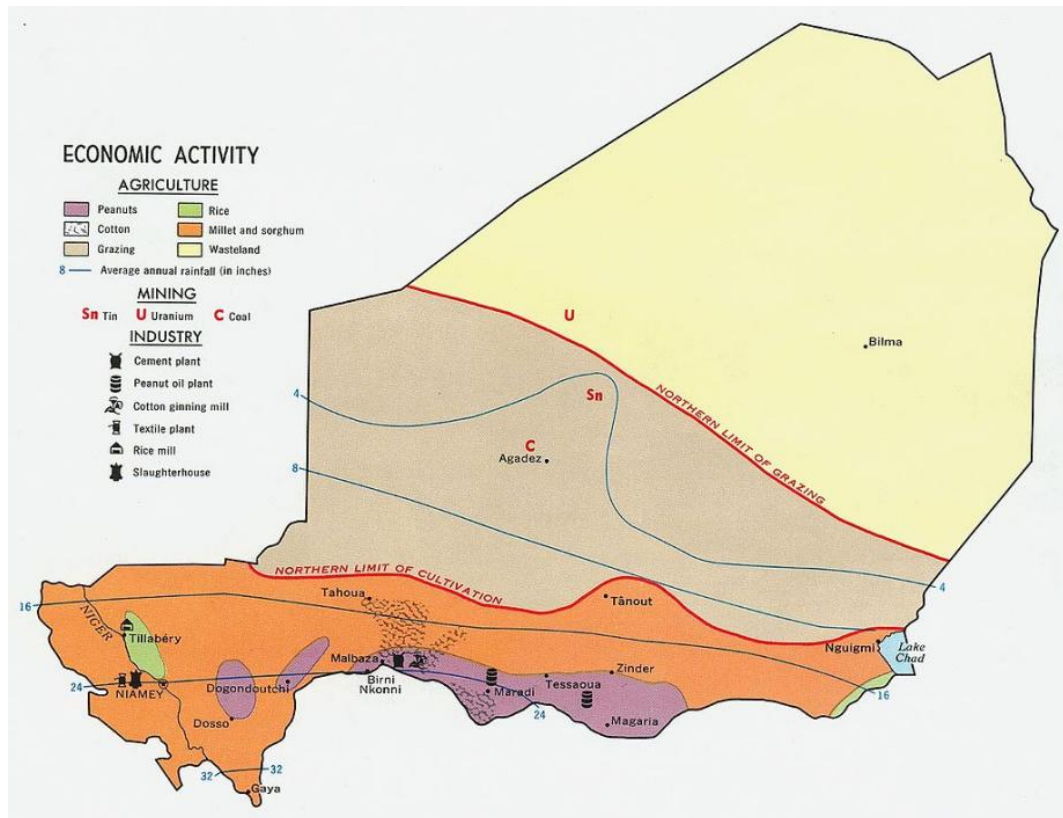 ECONOMIC ACTIVITY
AGRICULTURE
Peanuts
Rice
Cotton
Millet and sorghum
Grazing
Wasteland
8 Average annual rainfall (in inches)
MINING
Sn Tin U Uranium C Coal
INDUSTRY
Cement plant
Peanut oil plant
Cotton ginning mill
Textile plant
Rice mill
Slaughterhouse
U
Bilma
NORTHERN LIMIT OF GRAZING
4
Sn
C
Agadez
8
4
NORTHERN LIMIT OF CULTIVATION
Tahoua
Tânout
16
NIGER
Tillabéry
Nguigmi
Lake
Chad
Malbaza
Birni
Nkonni
Zinder
Tessaoua
24
NIAMEY
Dogondoutchi
Maradi
16
24
Dosso
Magaria
32
32
Gaya